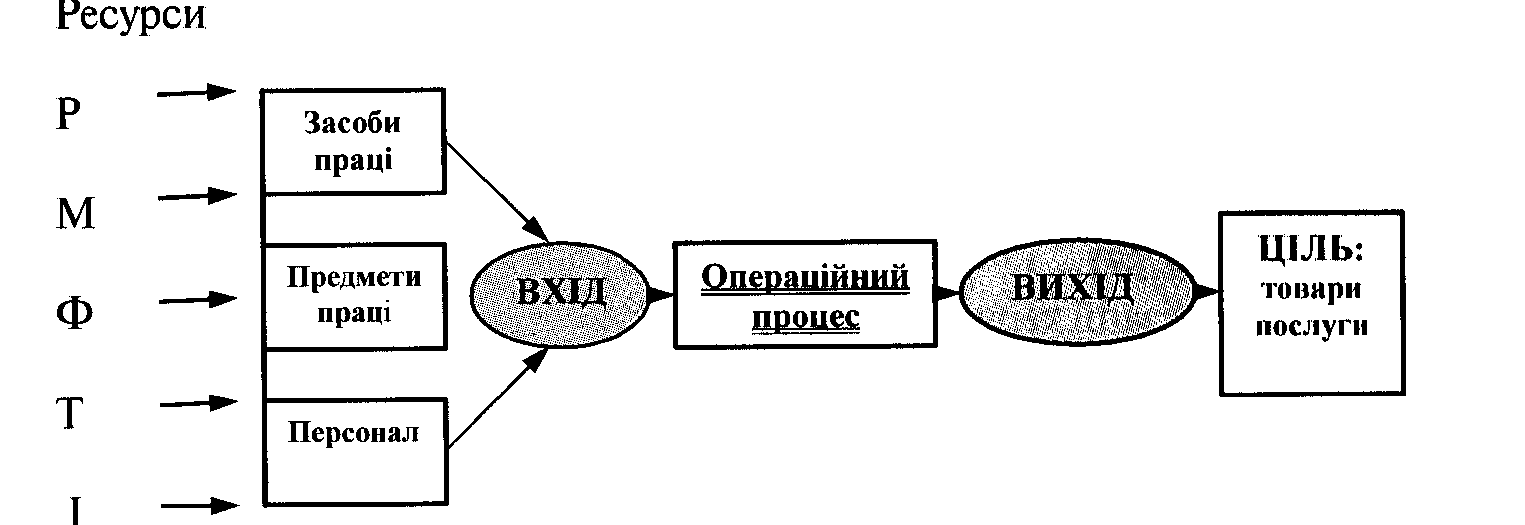 Ресурси
Р
М
Ф
Т
І
Засоби
праці
Предмети
праці
Персонал
ВХІД
Операційний
процес
ВИХІД
ЦІЛЬ:
товари
послуги